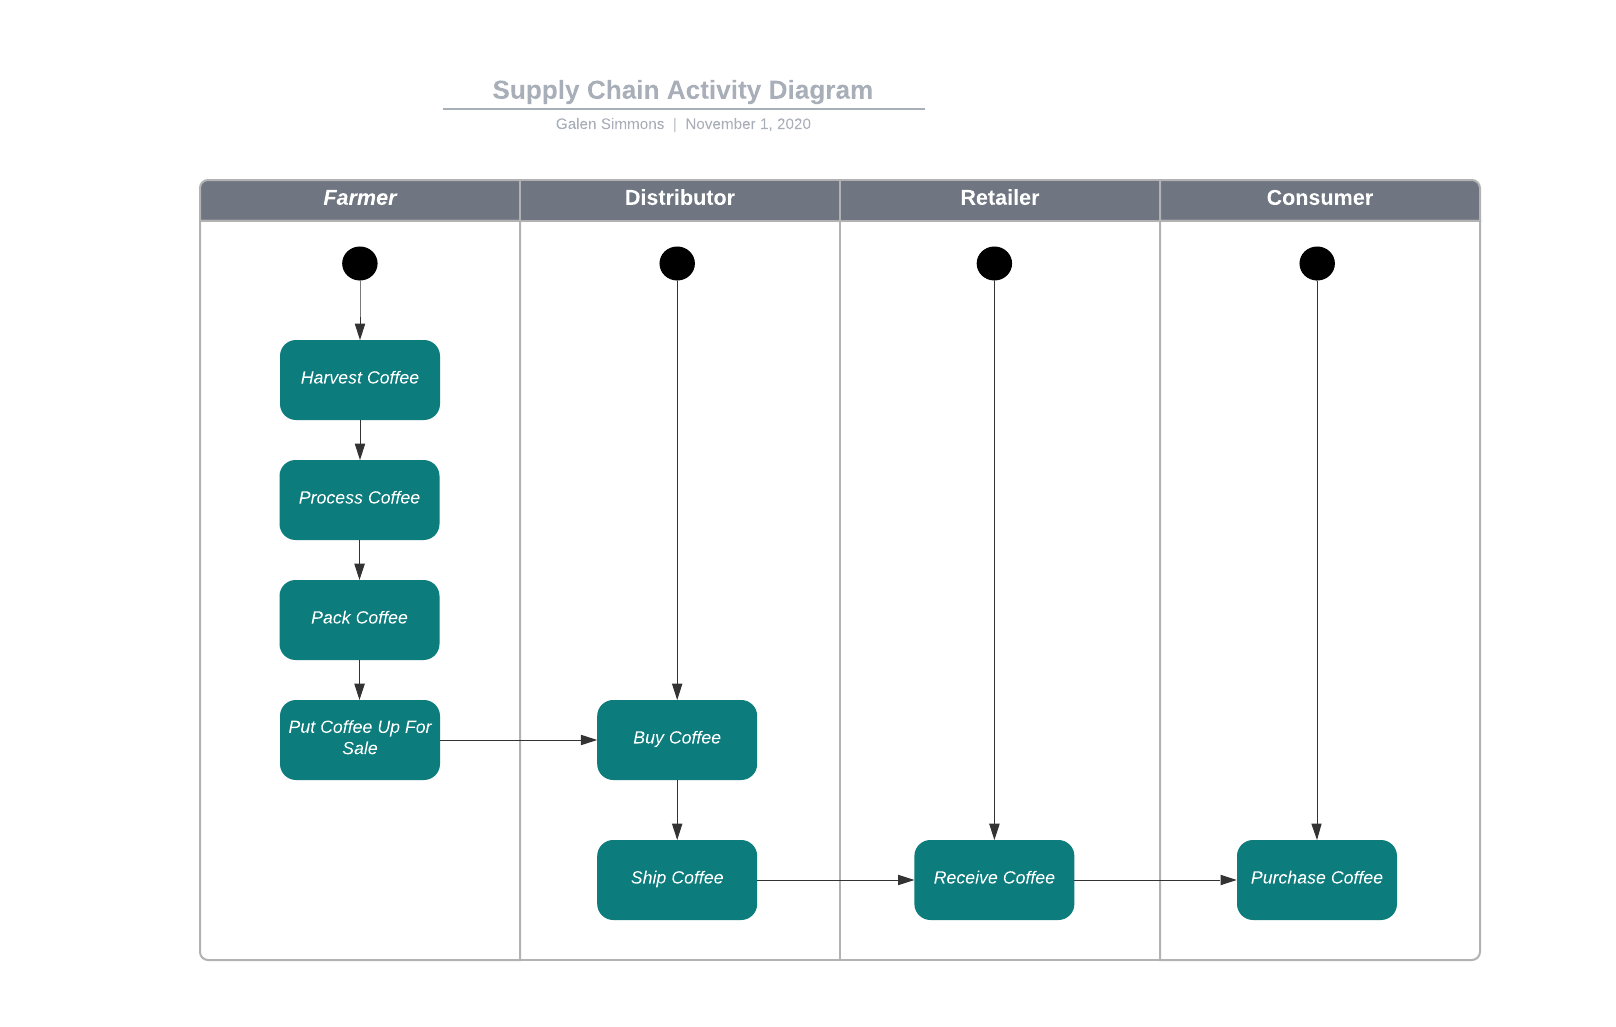 Supply Chain Activity Diagram
Galen Simmons | November 1, 2020
Farmer
Distributor
Retailer
Consumer
Harvest Coffee
Process Coffee
Pack Coffee
Put Coffee Up For
Sale
Buy Coffee
Ship Coffee
Receive Coffee
Purchase Coffee